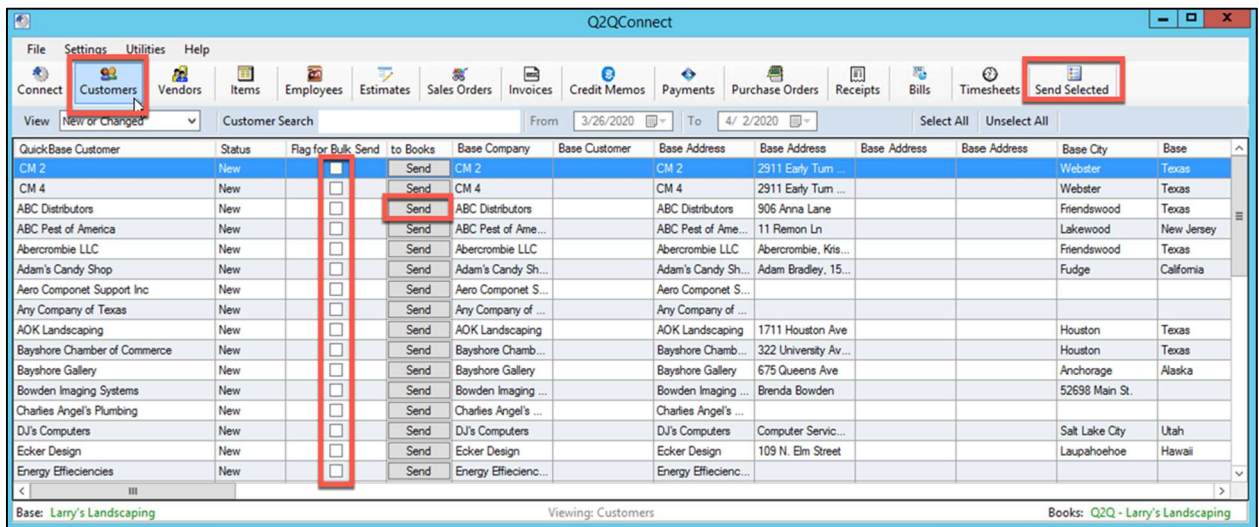 Q2QConnect
File Settings Utilities Help
Connect Customers Vendors Items Employees Estimates Sales Orders Invoices Credit Memos Payments Purchase Orders Receipts Bills Timesheets Send Selected
View New or Changed Customer Search From 3/26/2020 To 4/ 2/2020 Select All Unselect All
QuickBase Customer Status Flag for Bulk Send to Books Base Company Base Customer Base Address Base Address Base Address Base Address Base City Base
CM 2 New Send CM 2 CM 2 2911 Early Turn ... Webster Texas
CM 4 New Send CM 4 CM 4 2911 Early Turn ... Webster Texas
ABC Distributors New Send ABC Distributors ABC Distributors 906 Anna Lane Friendswood Texas
ABC Pest of America New Send ABC Pest of Ame... ABC Pest of Ame... 11 Remon Ln Lakewood New Jersey
Abercrombie LLC New Send Abercrombie LLC Abercrombie LLC Abercrombie, Kris... Friendswood Texas
Adam's Candy Shop New Send Adam's Candy Sh... Adam's Candy Sh... Adam Bradley, 15... Fudge California
Aero Componet Support Inc New Send Aero Componet S... Aero Componet S...
Any Company of Texas New Send Any Company of ... Any Company of ...
AOK Landscaping New Send AOK Landscaping AOK Landscaping 1711 Houston Ave Houston Texas
Bayshore Chamber of Commerce New Send Bayshore Chamb... Bayshore Chamb... 322 University Av... Houston Texas
Bayshore Gallery New Send Bayshore Gallery Bayshore Gallery 675 Queens Ave Anchorage Alaska
Bowden Imaging Systems New Send Bowden Imaging ... Bowden Imaging ... Brenda Bowden 52698 Main St.
Charlies Angel's Plumbing New Send Charlies Angel's ... Charlies Angel's ...
DJ's Computers New Send DJ's Computers DJ's Computers Computer Servic... Salt Lake City Utah
Ecker Design New Send Ecker Design Ecker Design 109 N. Elm Street Laupahoehoe Hawaii
Energy Effieciencies New Send Energy Effiecienc... Energy Effiecienc...
Base: Larry's Landscaping Viewing: Customers Books: Q2Q - Larry's Landscaping